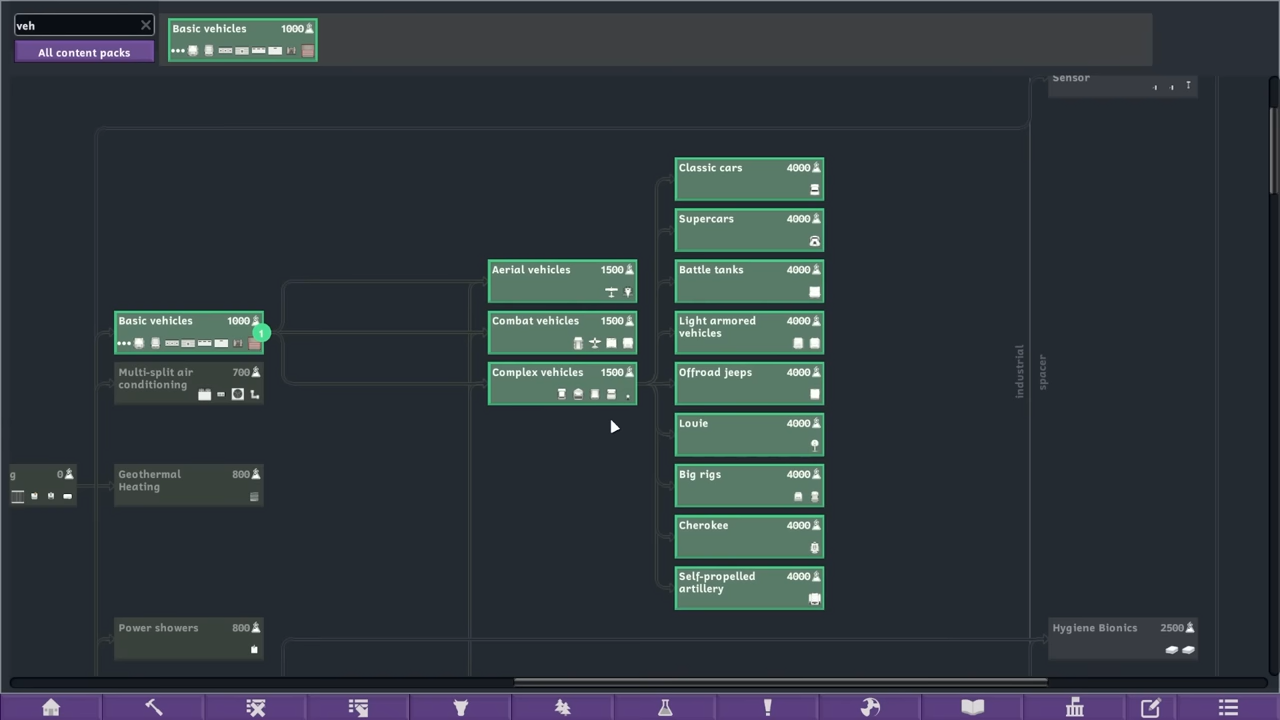 veh
All content packs
Basic vehicles 1000
Sensor
Classic cars 4000
Supercars 4000
Aerial vehicles 1500
Battle tanks 4000
Basic vehicles 1000
1
Combat vehicles 1500
Light armored
vehicles
4000
Multi-split air
conditioning
700
Complex vehicles 1500
Offroad jeeps 4000
industrial
spacer
Louie 4000
g 0
Geothermal
Heating
800
Big rigs 4000
Cherokee 4000
Self-propelled
artillery
4000
Power showers 800
Hygiene Bionics 2500